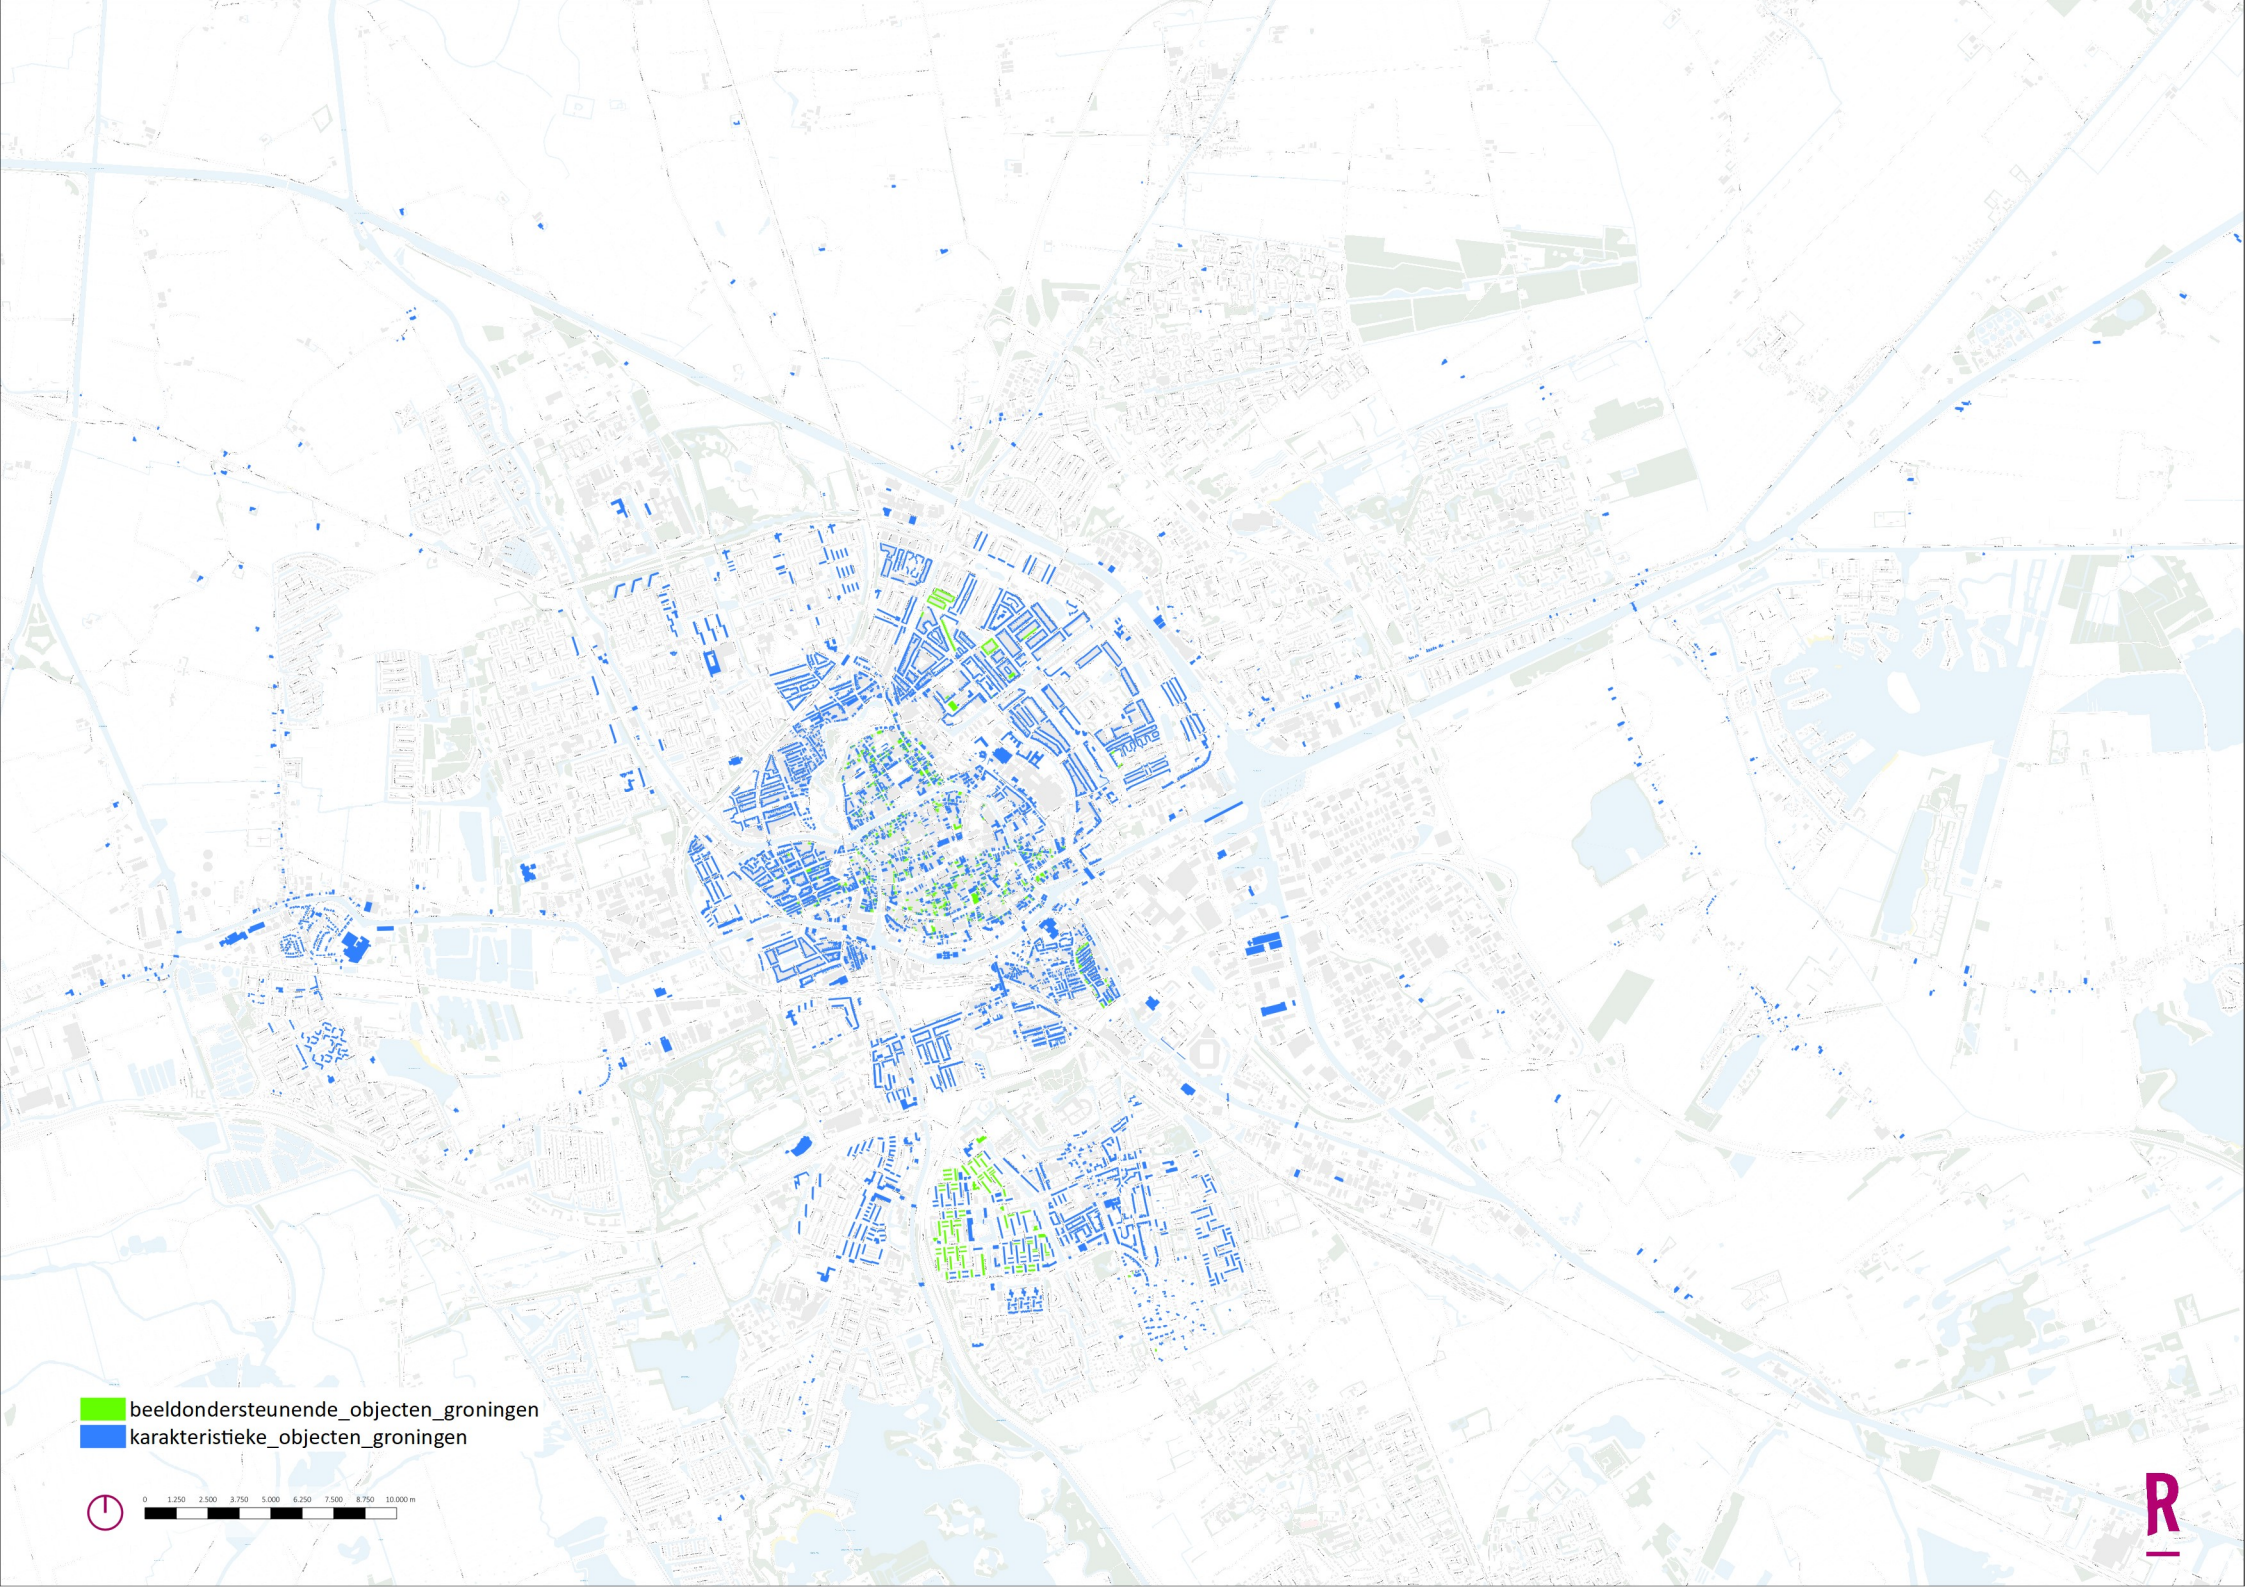 beeldondersteunende_objecten_groningen
karakteristieke_objecten_groningen
0 1.250 2.500 3.750 5.000 6.250 7.500 8.750 10.000 m
R